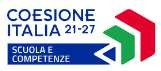 COESIONE
ITALIA 21-27
SCUOLA E
COMPETENZE